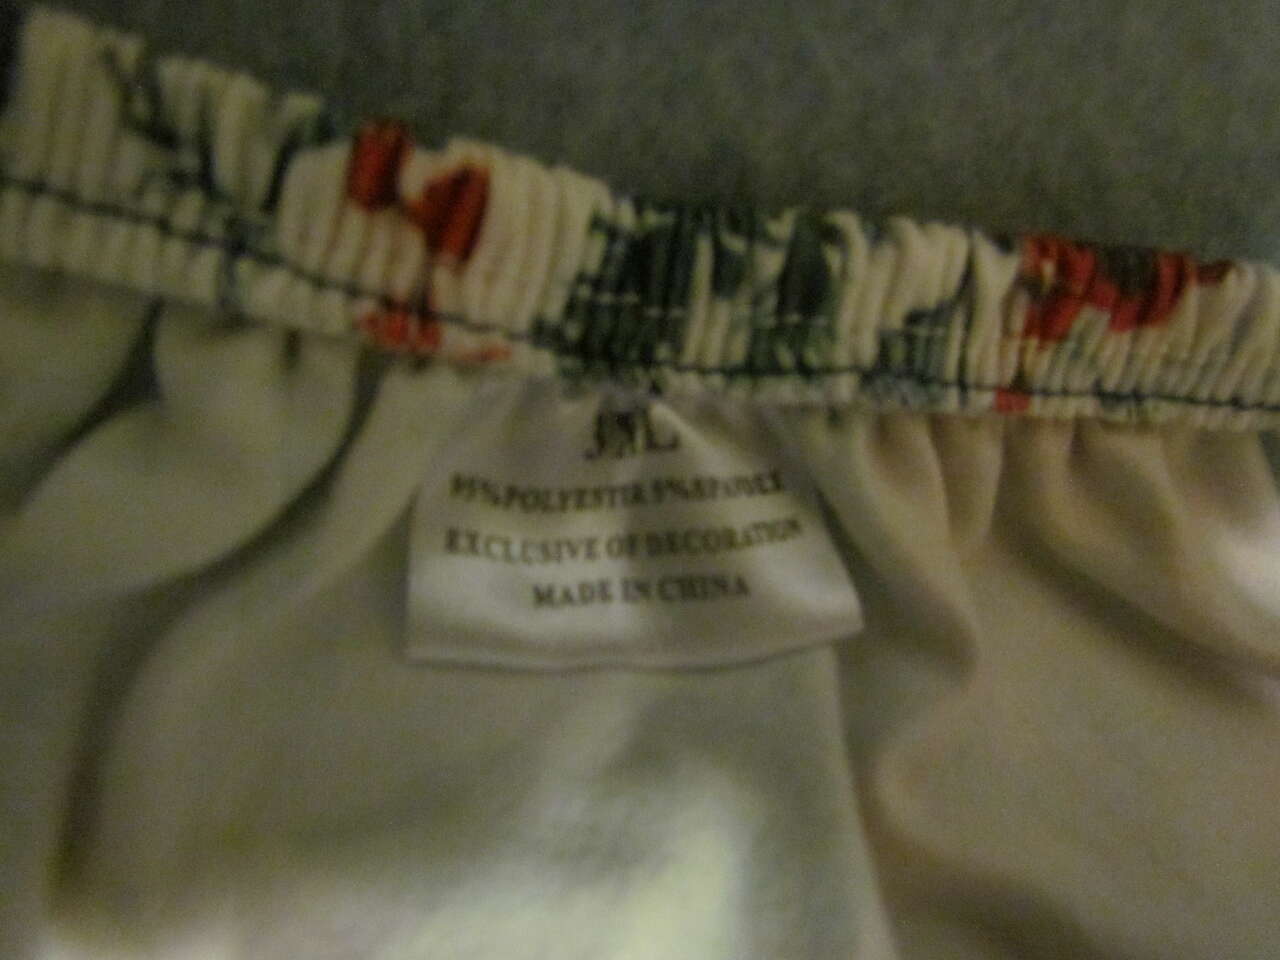 95%POLYESTER 5%SPANDEX
EXCLUSIVE OF DECORATION
MADE IN CHINA